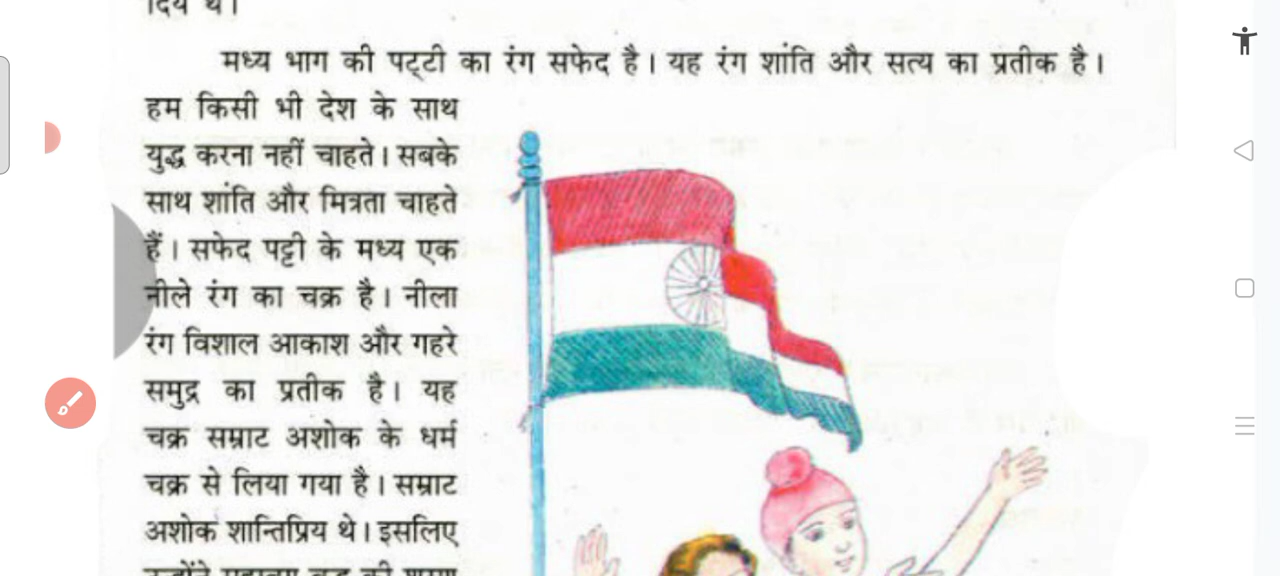 मध्य भाग की पट्टी का रंग सफेद है। यह रंग शांति और सत्य का प्रतीक है।
हम किसी भी देश के साथ
युद्ध करना नहीं चाहते। सबके
साथ शांति और मित्रता चाहते
हैं। सफेद पट्टी के मध्य एक
नीले रंग का चक्र है। नीला
रंग विशाल आकाश और गहरे
समुद्र का प्रतीक है। यह
चक्र सम्राट अशोक के धर्म
चक्र से लिया गया है। सम्राट
अशोक शान्तिप्रिय थे। इसलिए